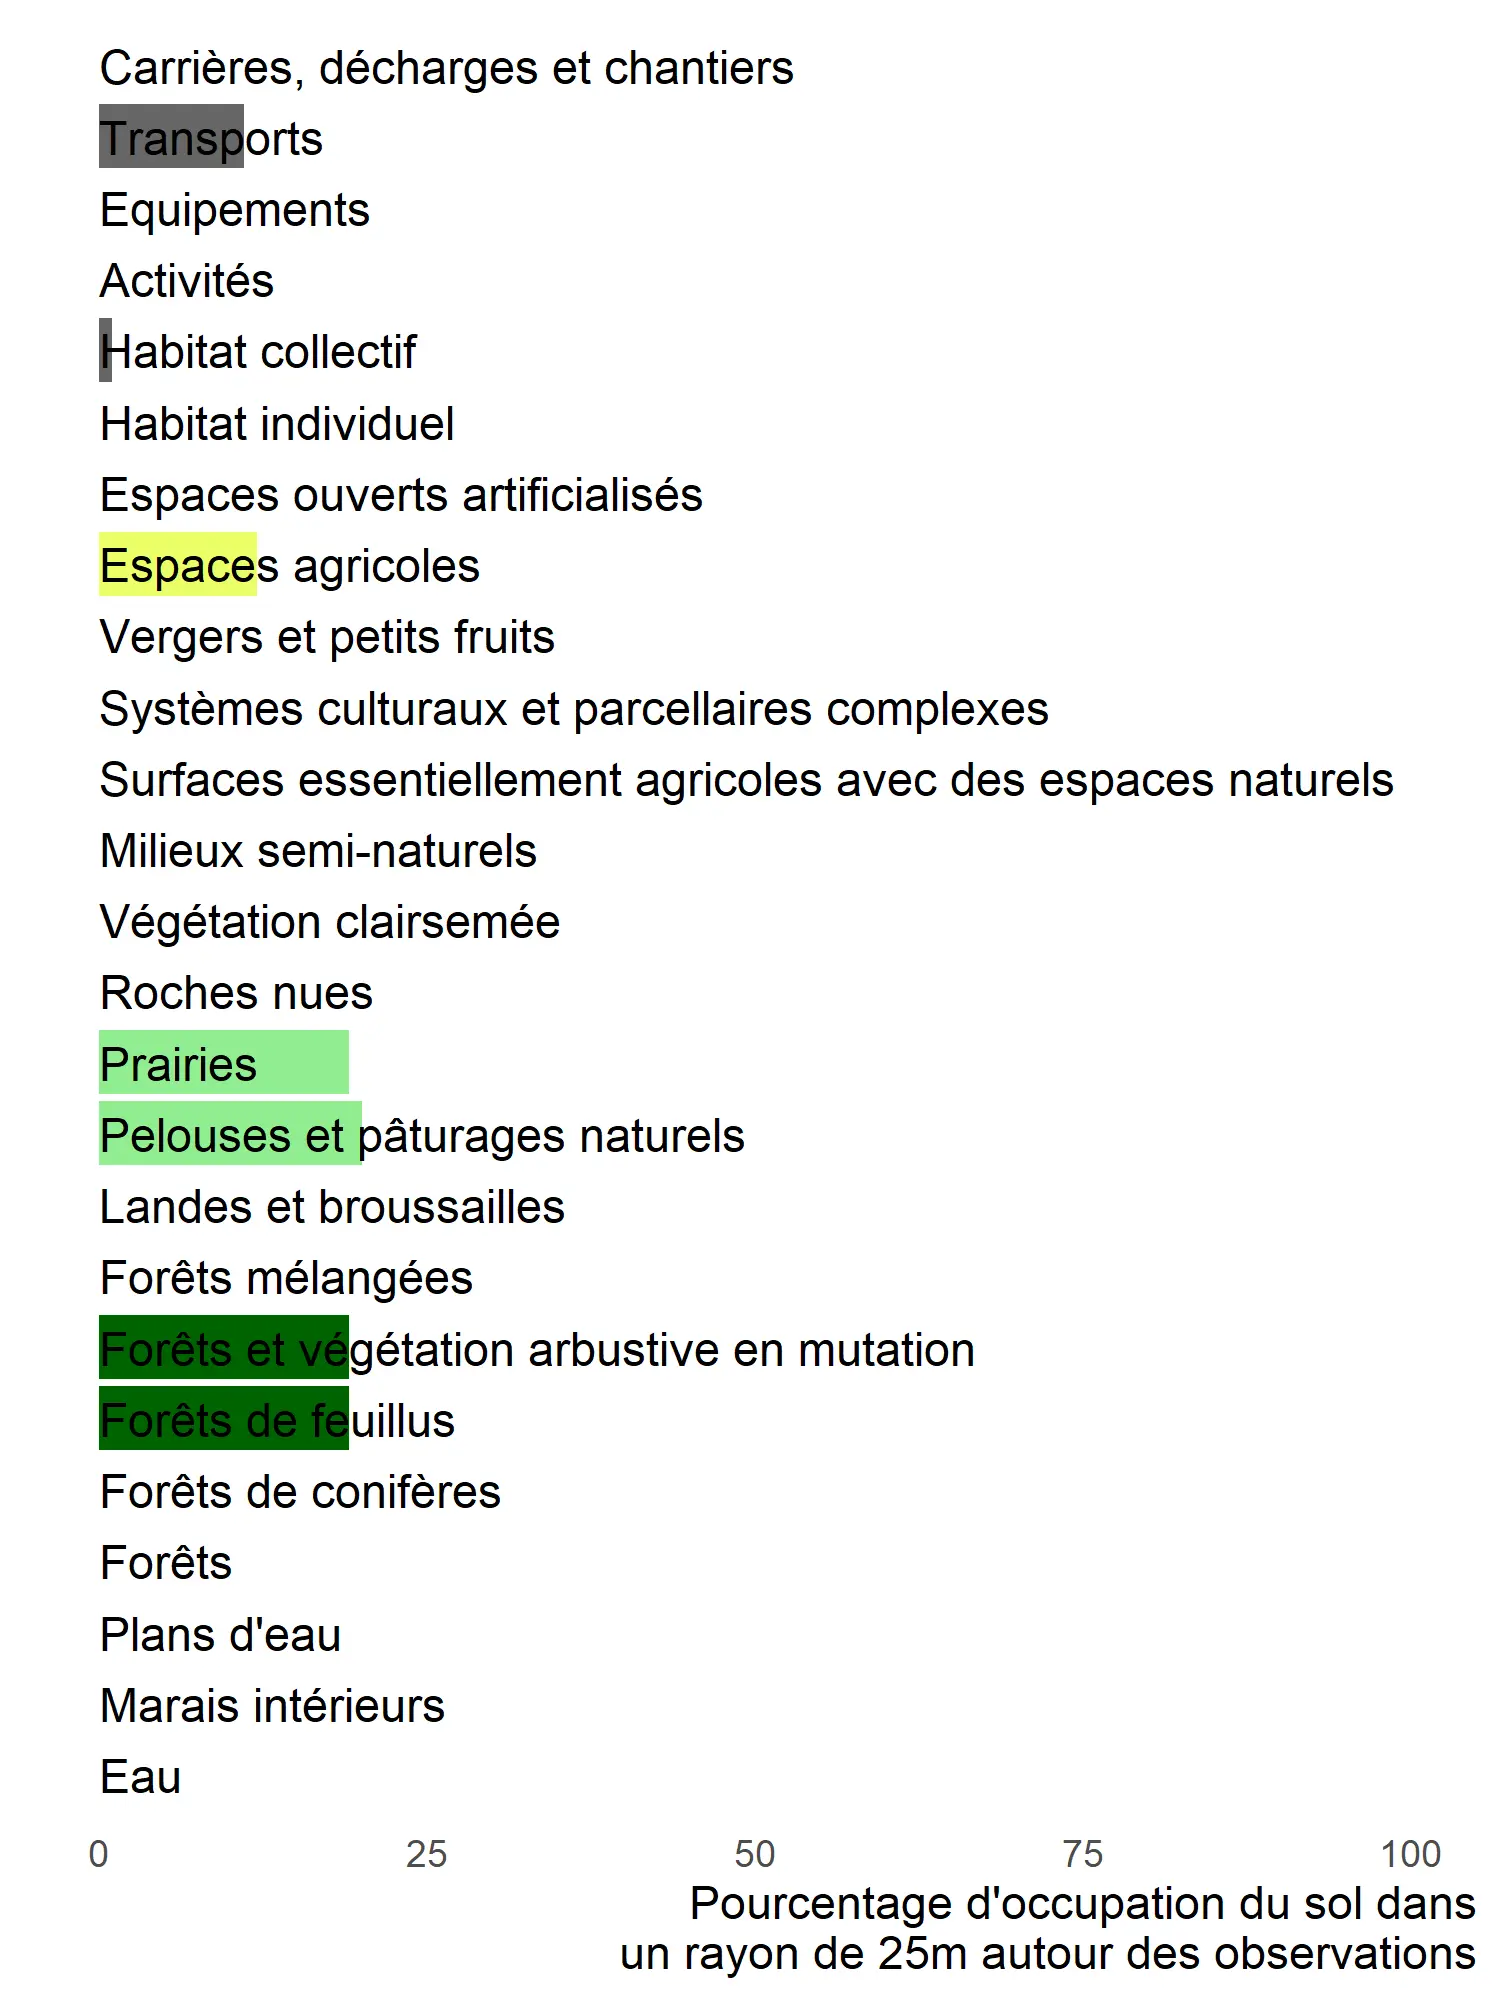 Carrières, décharges et chantiers
Transports
Equipements
Activités
Habitat collectif
Habitat individuel
Espaces ouverts artificialisés
Espaces agricoles
Vergers et petits fruits
Systèmes culturaux et parcellaires complexes
Surfaces essentiellement agricoles avec des espaces naturels
Milieux semi-naturels
Végétation clairsemée
Roches nues
Prairies
Pelouses et pâturages naturels
Landes et broussailles
Forêts mélangées
Forêts et végétation arbustive en mutation
Forêts de feuillus
Forêts de conifères
Forêts
Plans d'eau
Marais intérieurs
Eau
0 25 50 75 100
Pourcentage d'occupation du sol dans
un rayon de 25m autour des observations